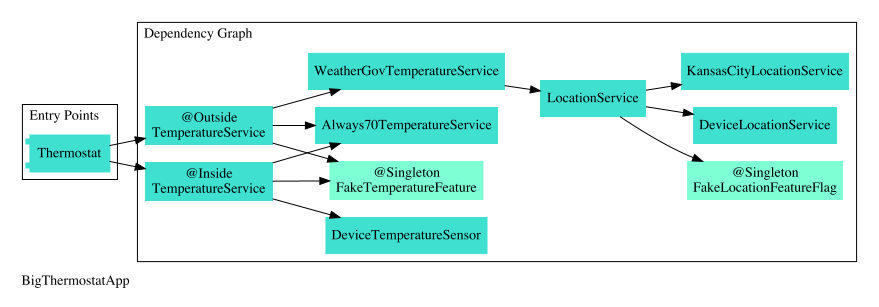 Dependency Graph
WeatherGovTemperatureService
KansasCityLocationService
LocationService
Entry Points
Thermostat
@Outside
TemperatureService
Always70TemperatureService
DeviceLocationService
@Inside
TemperatureService
@Singleton
FakeTemperatureFeature
@Singleton
FakeLocationFeatureFlag
DeviceTemperatureSensor
BigThermostatApp